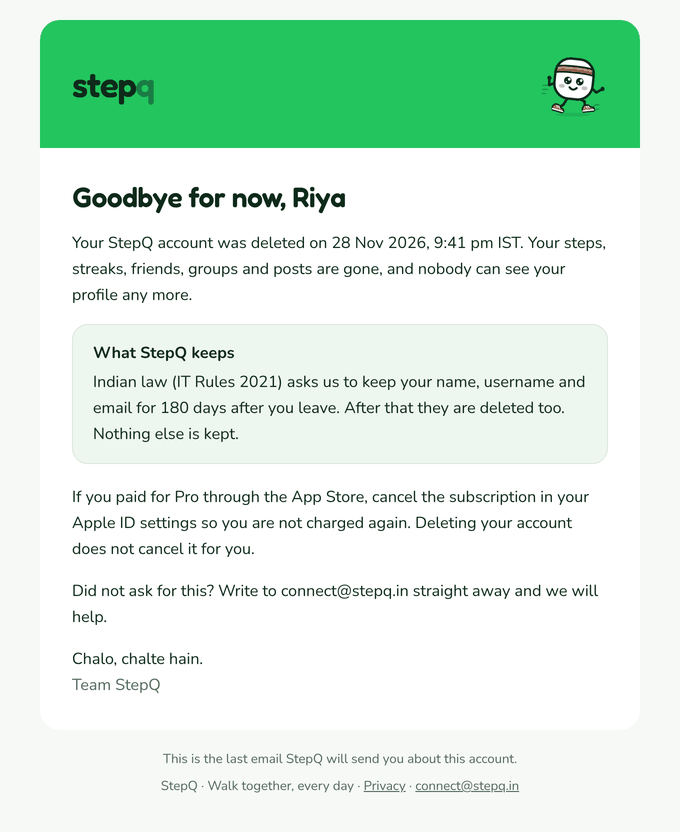 stepq
Goodbye for now, Riya
Your StepQ account was deleted on 28 Nov 2026, 9:41 pm IST. Your steps,
streaks, friends, groups and posts are gone, and nobody can see your
profile any more.
What StepQ keeps
Indian law (IT Rules 2021) asks us to keep your name, username and
email for 180 days after you leave. After that they are deleted too.
Nothing else is kept.
If you paid for Pro through the App Store, cancel the subscription in your
Apple ID settings so you are not charged again. Deleting your account
does not cancel it for you.
Did not ask for this? Write to connect@stepq.in straight away and we will
help.
Chalo, chalte hain.
Team StepQ
This is the last email StepQ will send you about this account.
StepQ · Walk together, every day · Privacy · connect@stepq.in